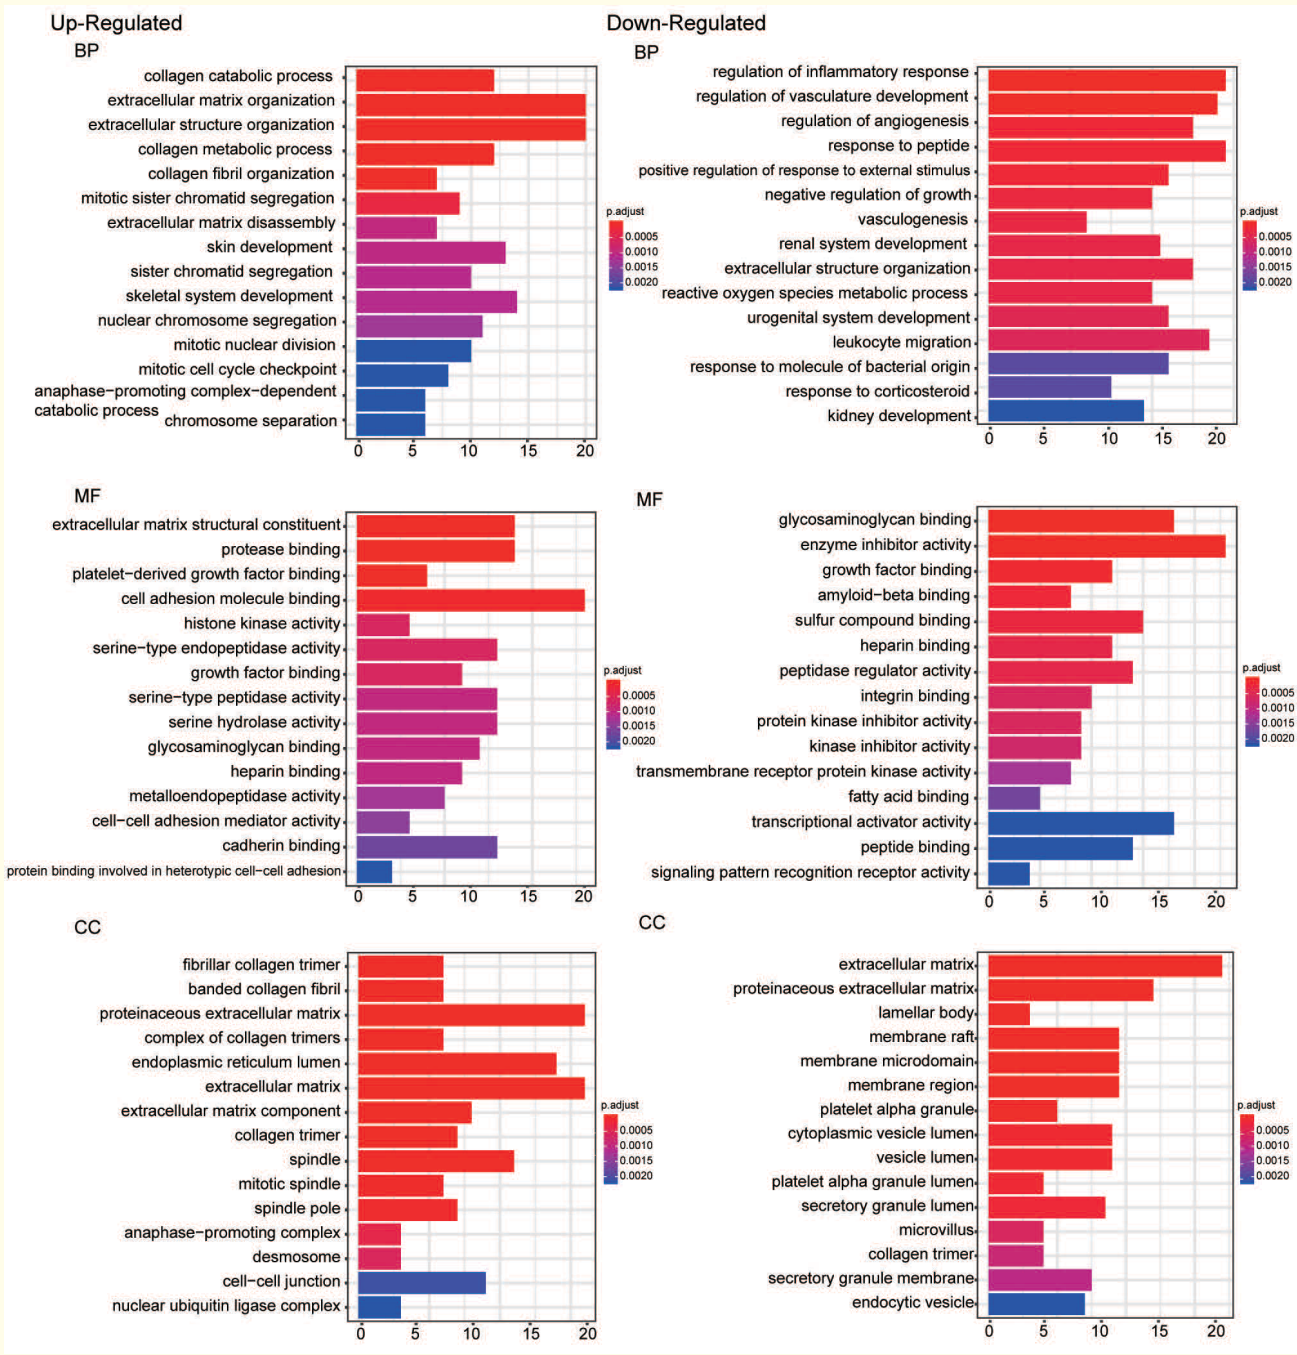 Up-Regulated
BP
collagen catabolic process
extracellular matrix organization
extracellular structure organization
collagen metabolic process
collagen fibril organization
mitotic sister chromatid segregation
extracellular matrix disassembly
skin development
sister chromatid segregation
skeletal system development
nuclear chromosome segregation
mitotic nuclear division
mitotic cell cycle checkpoint
anaphase−promoting complex−dependent
catabolic process
chromosome separation
0 5 10 15 20
p.adjust
0.0005
0.0010
0.0015
0.0020
MF
extracellular matrix structural constituent
protease binding
platelet−derived growth factor binding
cell adhesion molecule binding
histone kinase activity
serine−type endopeptidase activity
growth factor binding
serine−type peptidase activity
serine hydrolase activity
glycosaminoglycan binding
heparin binding
metalloendopeptidase activity
cell−cell adhesion mediator activity
cadherin binding
protein binding involved in heterotypic cell−cell adhesion
0 5 10 15 20
p.adjust
0.0005
0.0010
0.0015
0.0020
CC
fibrillar collagen trimer
banded collagen fibril
proteinaceous extracellular matrix
complex of collagen trimers
endoplasmic reticulum lumen
extracellular matrix
extracellular matrix component
collagen trimer
spindle
mitotic spindle
spindle pole
anaphase−promoting complex
desmosome
cell−cell junction
nuclear ubiquitin ligase complex
0 5 10 15 20
p.adjust
0.0005
0.0010
0.0015
0.0020
Down-Regulated
BP
regulation of inflammatory response
regulation of vasculature development
regulation of angiogenesis
response to peptide
positive regulation of response to external stimulus
negative regulation of growth
vasculogenesis
renal system development
extracellular structure organization
reactive oxygen species metabolic process
urogenital system development
leukocyte migration
response to molecule of bacterial origin
response to corticosteroid
kidney development
0 5 10 15 20
p.adjust
0.0005
0.0010
0.0015
0.0020
MF
glycosaminoglycan binding
enzyme inhibitor activity
growth factor binding
amyloid−beta binding
sulfur compound binding
heparin binding
peptidase regulator activity
integrin binding
protein kinase inhibitor activity
kinase inhibitor activity
transmembrane receptor protein kinase activity
fatty acid binding
transcriptional activator activity
peptide binding
signaling pattern recognition receptor activity
0 5 10 15 20
p.adjust
0.0005
0.0010
0.0015
0.0020
CC
extracellular matrix
proteinaceous extracellular matrix
lamellar body
membrane raft
membrane microdomain
membrane region
platelet alpha granule
cytoplasmic vesicle lumen
vesicle lumen
platelet alpha granule lumen
secretory granule lumen
microvillus
collagen trimer
secretory granule membrane
endocytic vesicle
0 5 10 15 20
p.adjust
0.0005
0.0010
0.0015
0.0020